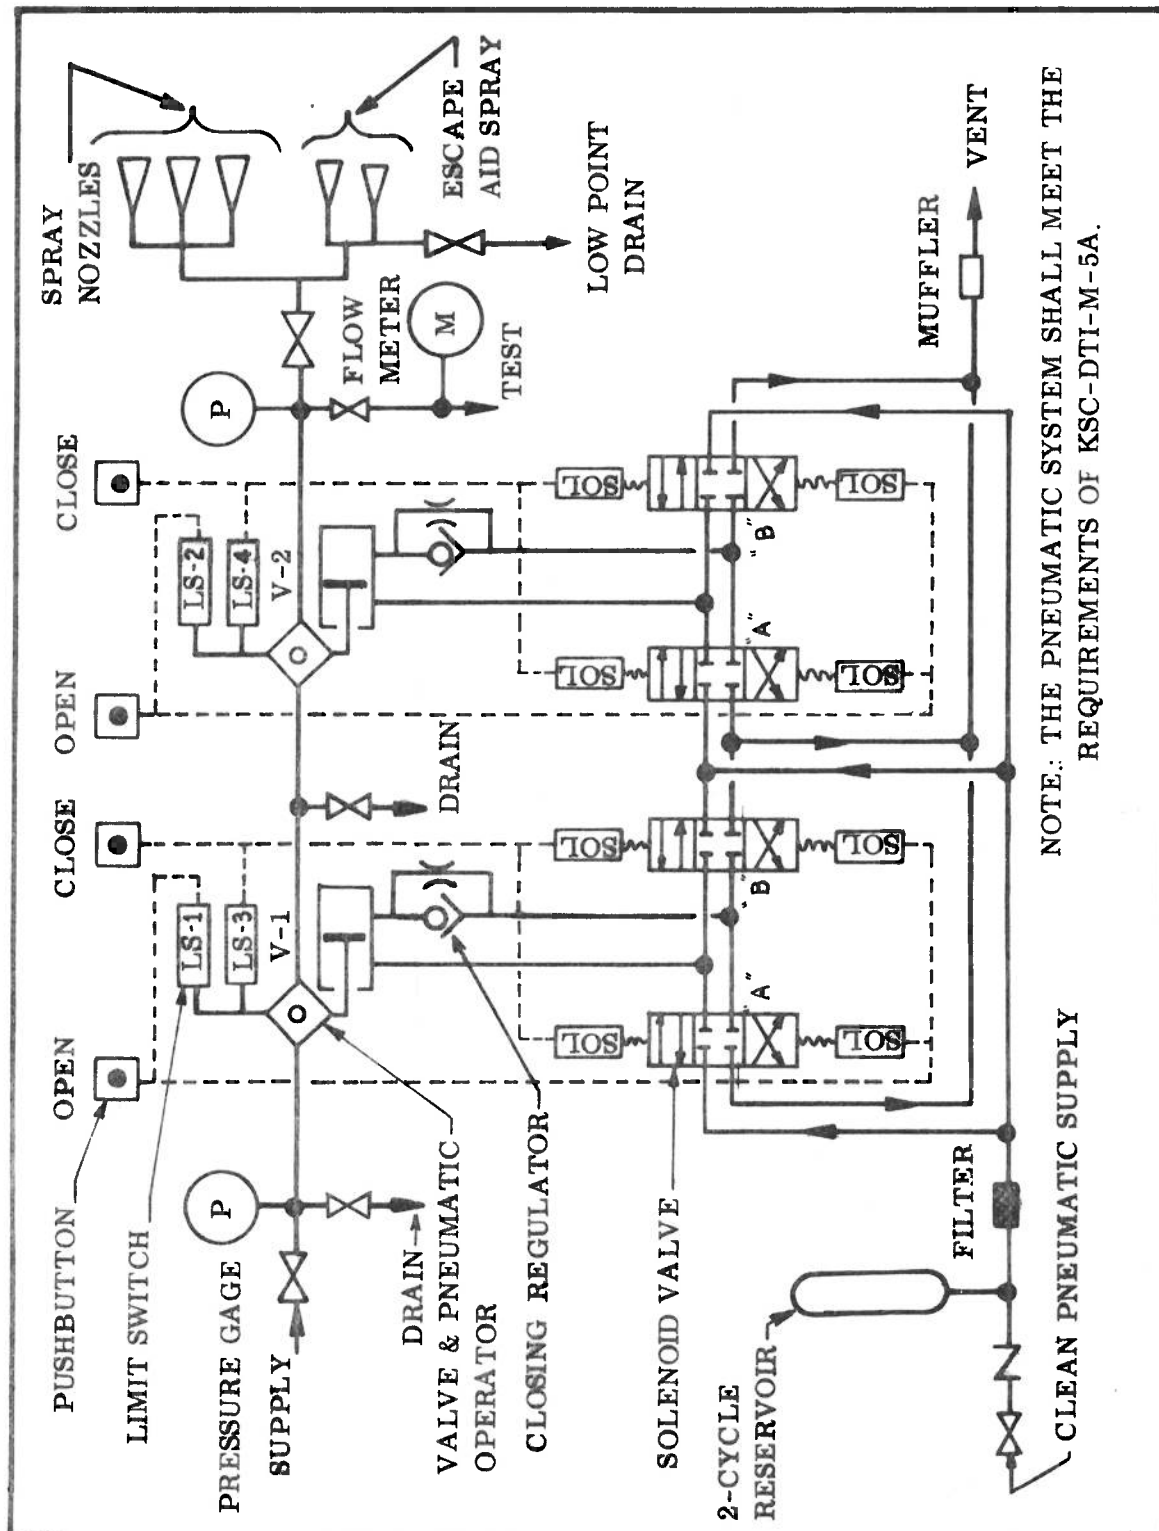 SPRAY
NOZZLES
ESCAPE
AID SPRAY
LOW POINT
DRAIN
FLOW
METER
M
TEST
P
CLOSE
OPEN
LS-2
LS-4
V-2
DRAIN
CLOSE
OPEN
LS-1
LS-3
V-1
PUSHBUTTON
LIMIT SWITCH
PRESSURE GAGE
P
SUPPLY
DRAIN
VALVE & PNEUMATIC
OPERATOR
CLOSING REGULATOR
SOLENOID VALVE
SOL
SOL
SOL
SOL
SOL
SOL
SOL
SOL
"A"
"B"
"A"
"B"
MUFFLER
VENT
2-CYCLE
RESERVOIR
FILTER
CLEAN PNEUMATIC SUPPLY
NOTE.: THE PNEUMATIC SYSTEM SHALL MEET THE
REQUIREMENTS OF KSC-DTI-M-5A.